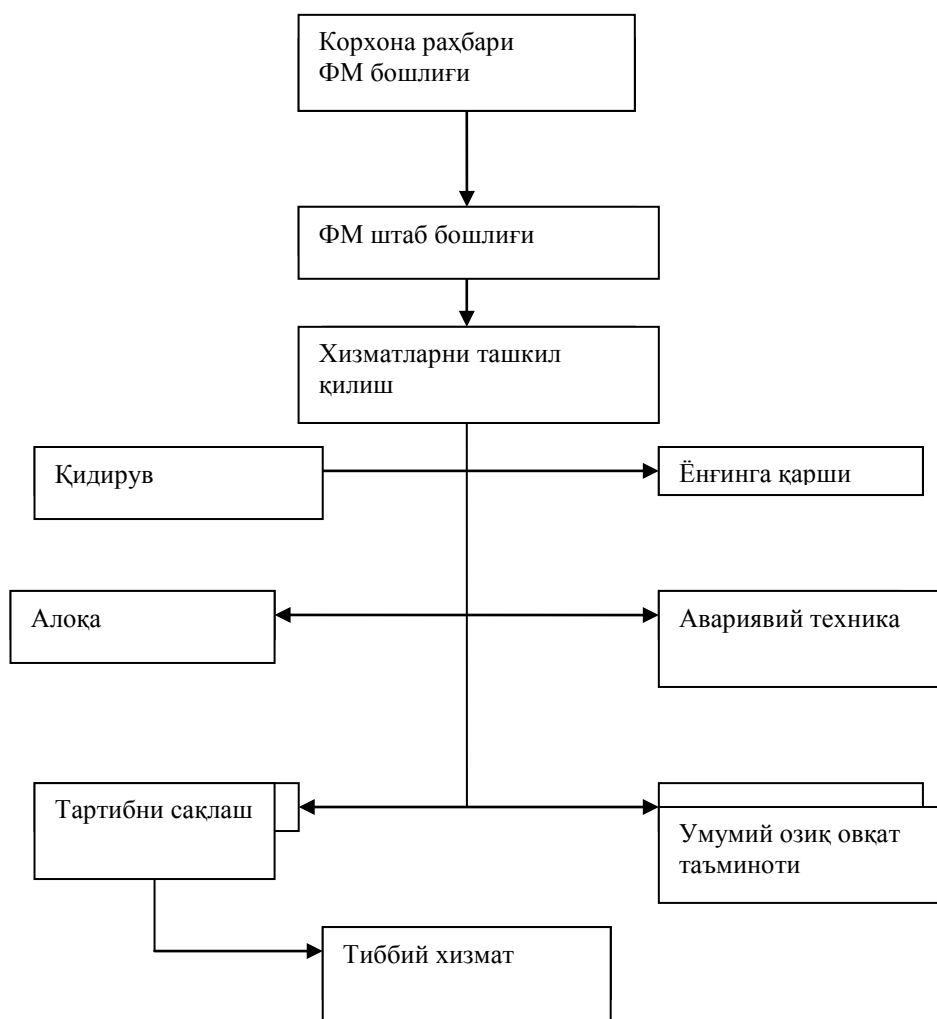 Корхона раҳбари
ФМ бошлиғи
ФМ штаб бошлиғи
Хизматларни ташкил
қилиш
Қидирув
Ёнғинга қарши
Алоқа
Авариявий техника
Тартибни сақлаш
Умумий озиқ овқат
таъминоти
Тиббий хизмат